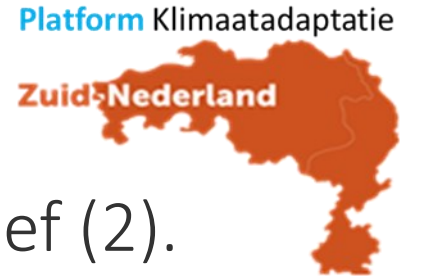 Platform Klimaatadaptatie
Zuid-Nederland
ef (2).